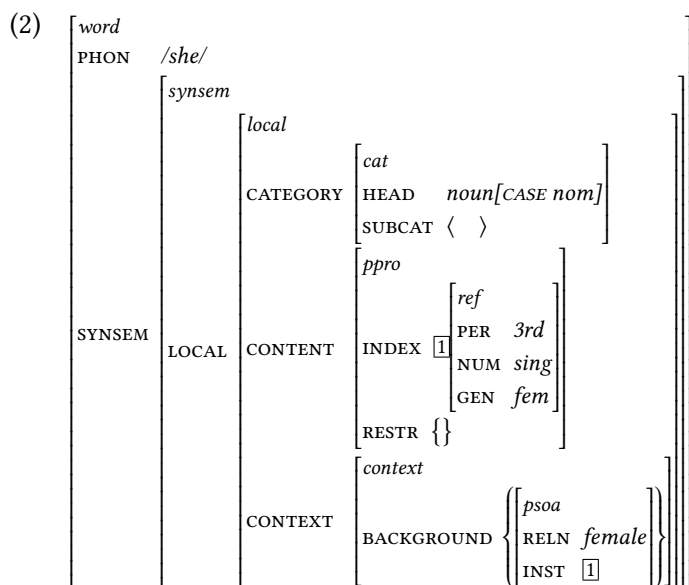 (2)
word
PHON /she/
synsem
local
cat
CATEGORY HEAD noun[CASE nom]
SUBCAT ⟨ ⟩
ppro
ref
PER 3rd
SYNSEM LOCAL CONTENT INDEX 1 NUM sing
GEN fem
RESTR {}
context
psoa
CONTEXT BACKGROUND { RELN female }
INST 1